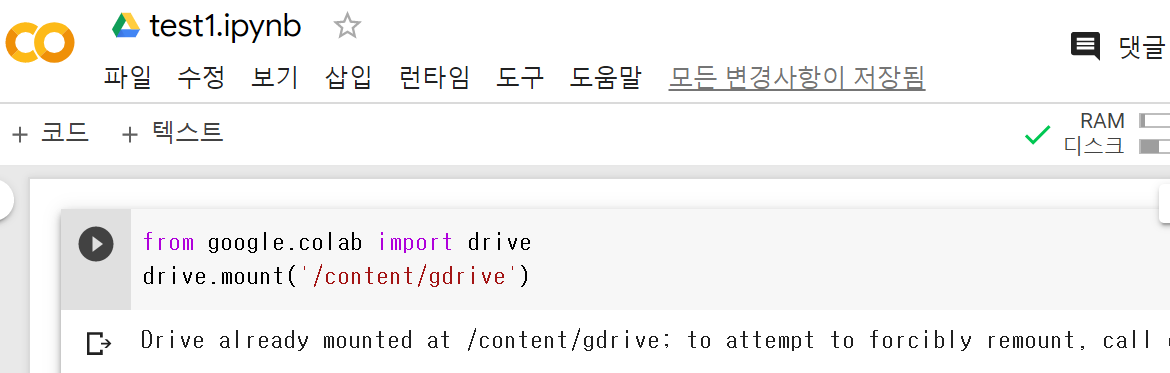 test1.ipynb
댓글
파일 수정 보기 삽입 런타임 도구 도움말 모든 변경사항이 저장됨
+ 코드 + 텍스트
RAM
디스크
from google.colab import drive
drive.mount('/content/gdrive')
Drive already mounted at /content/gdrive; to attempt to forcibly remount, call